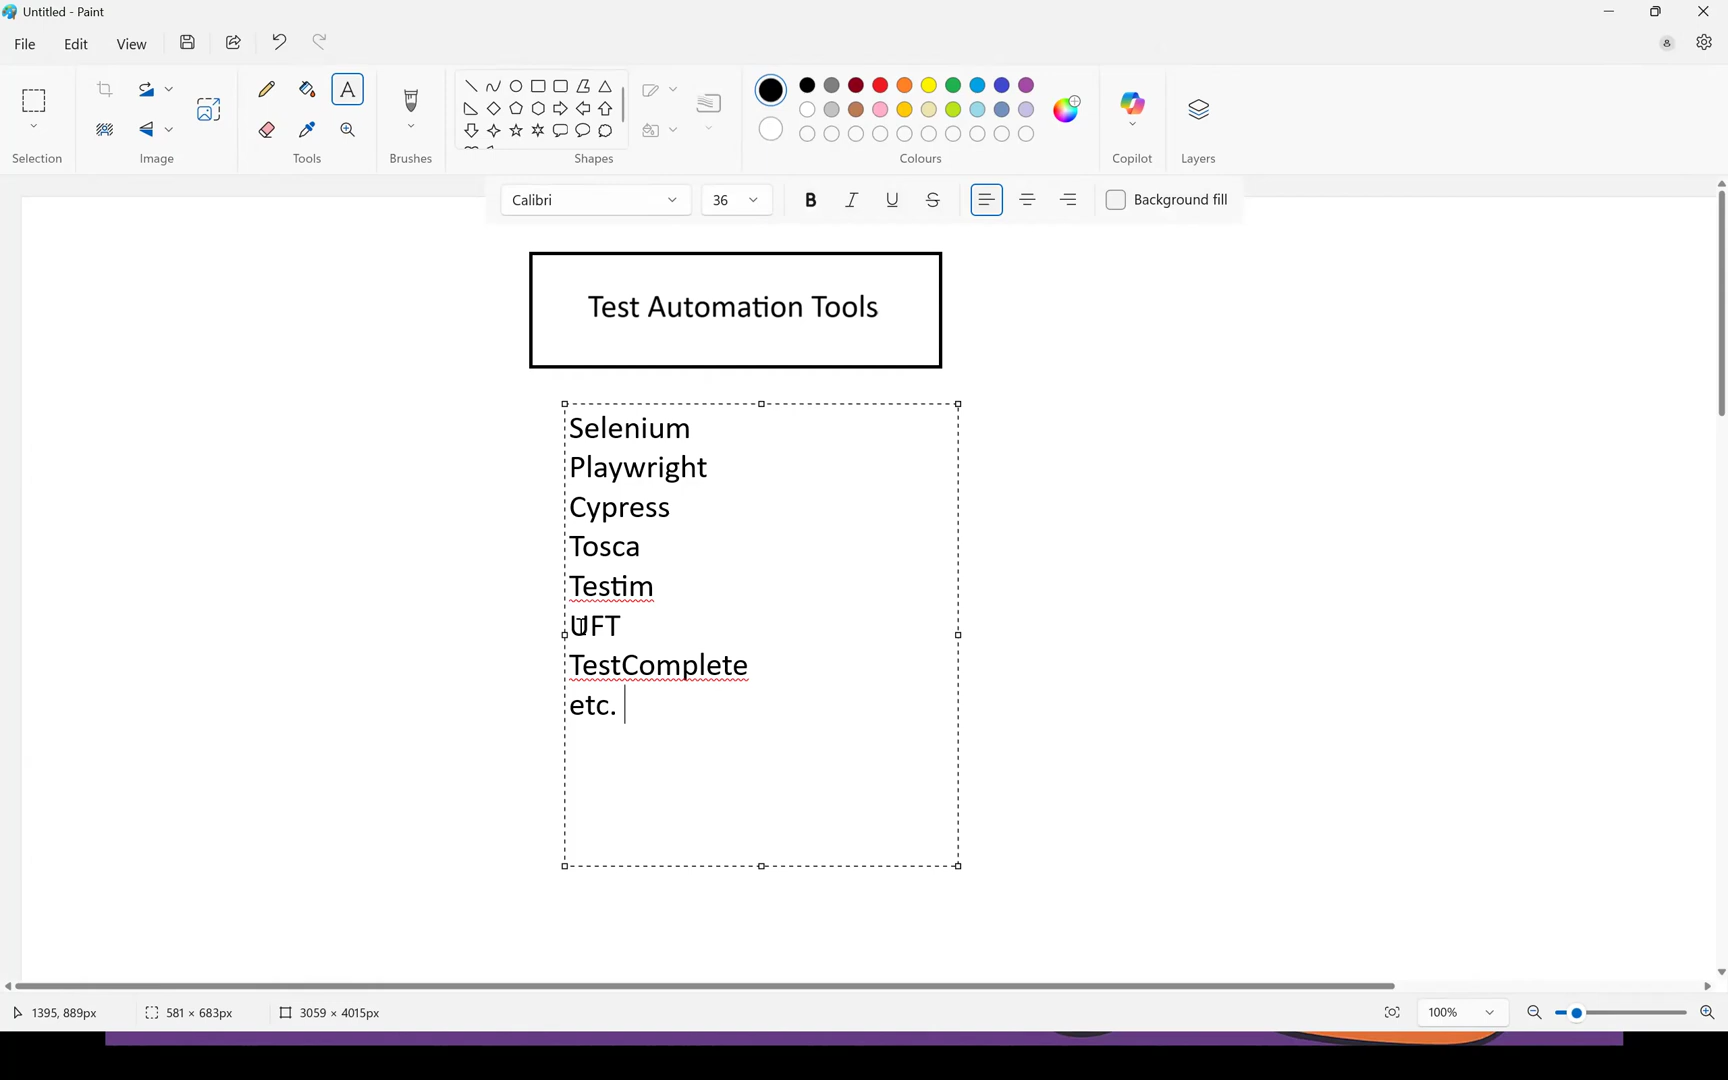 Untitled - Paint
File Edit View
Selection Image Tools Brushes Shapes Colours Copilot Layers
Calibri 36 B I U S Background fill
Test Automation Tools
Selenium
Playwright
Cypress
Tosca
Testim
UFT
TestComplete
etc.
1395, 889px 581 × 683px 3059 × 4015px 100%